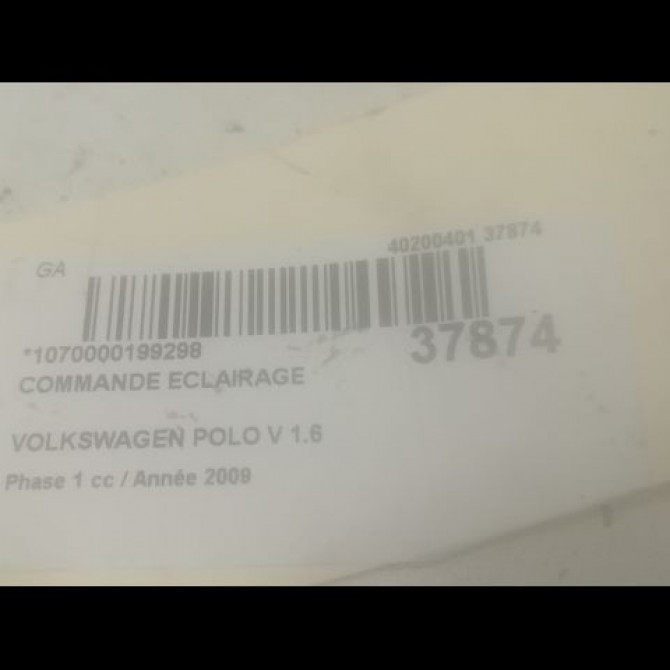 40200401 37874
GA
*1070000199298
37874
COMMANDE ECLAIRAGE
VOLKSWAGEN POLO V 1.6
Phase 1 cc / Année 2009